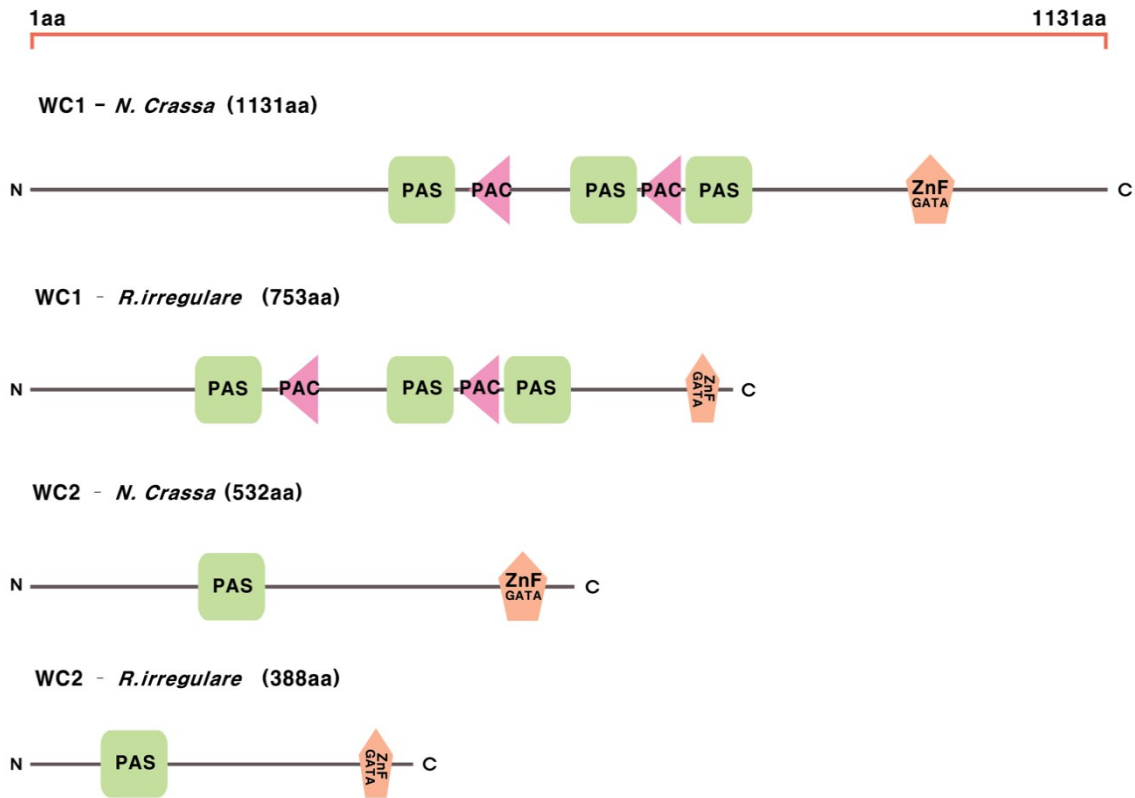 1aa 1131aa
WC1 – N. Crassa (1131aa)
N PAS PAC PAS PAC PAS ZnF GATA C
WC1 - R.irregulare (753aa)
N PAS PAC PAS PAC PAS ZnF GATA C
WC2 - N. Crassa (532aa)
N PAS ZnF GATA C
WC2 - R.irregulare (388aa)
N PAS ZnF GATA C